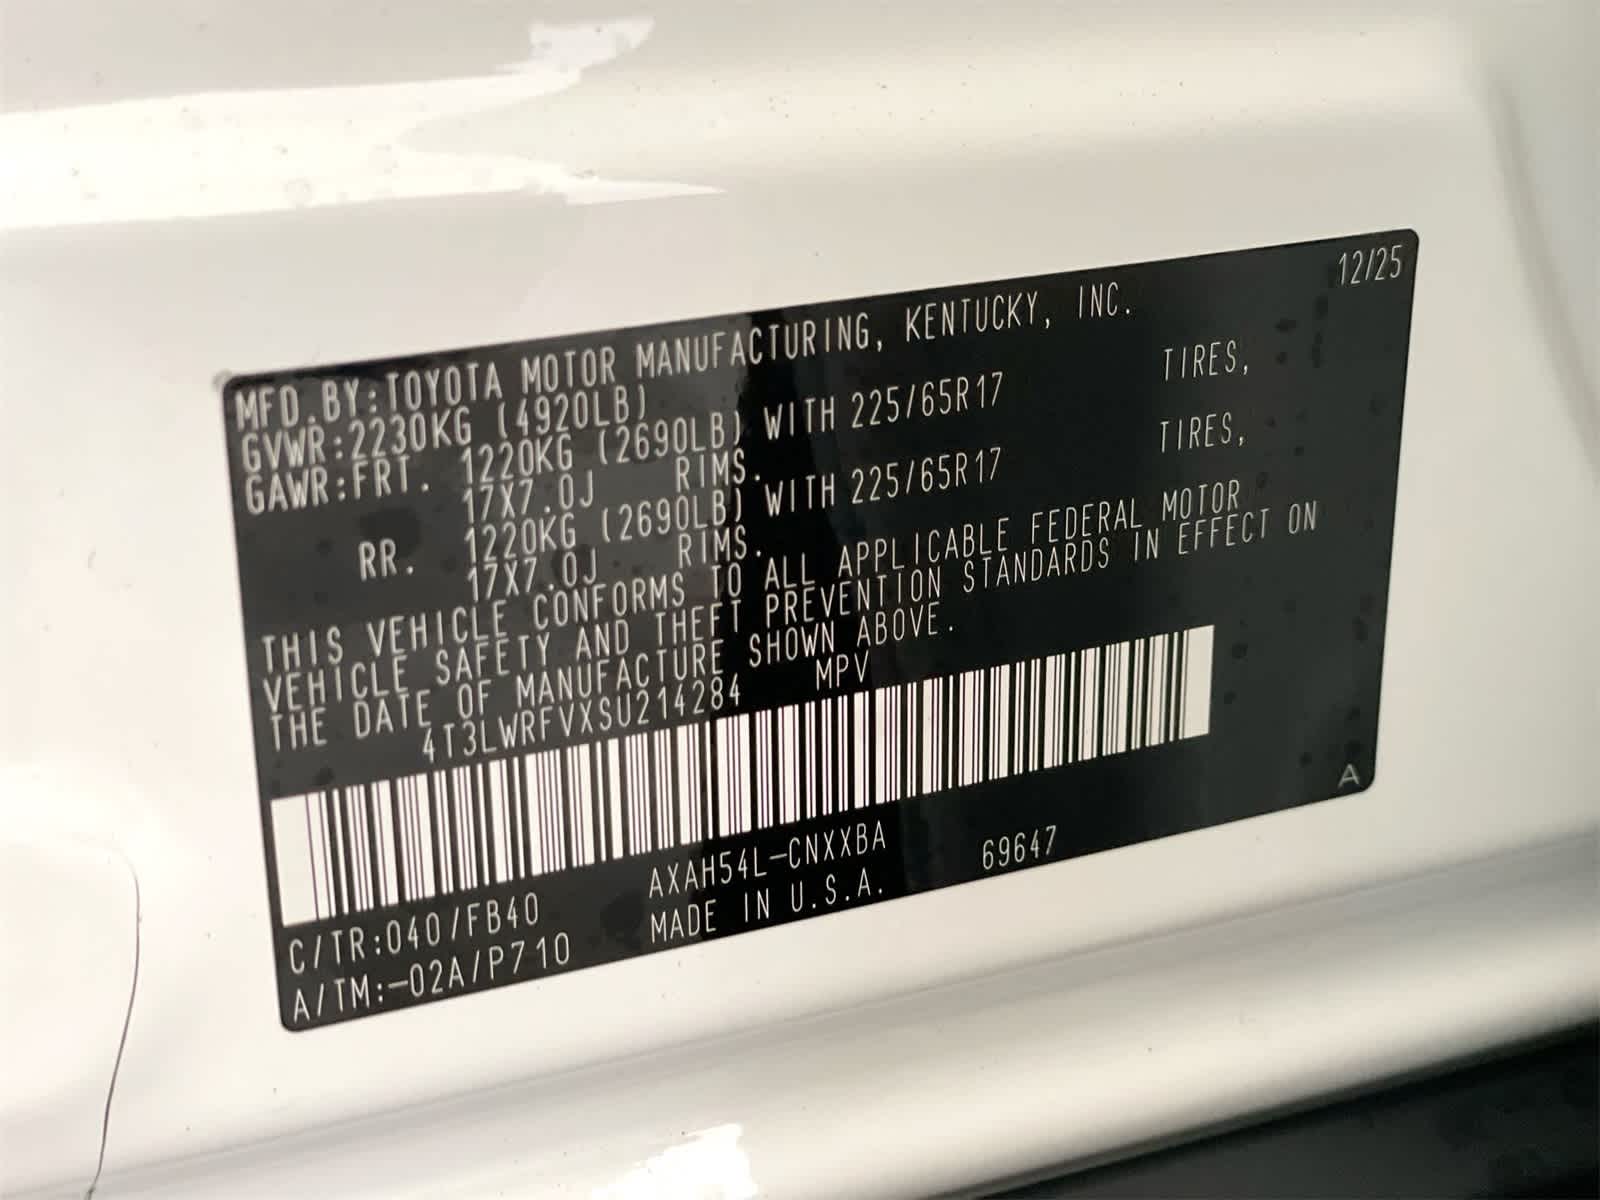 12/25
MFD.BY:TOYOTA MOTOR MANUFACTURING, KENTUCKY, INC.
GVWR:2230KG (4920LB)
GAWR:FRT. 1220KG (2690LB) WITH 225/65R17 TIRES,
17X7.0J RIMS.
RR. 1220KG (2690LB) WITH 225/65R17 TIRES,
17X7.0J RIMS.
THIS VEHICLE CONFORMS TO ALL APPLICABLE FEDERAL MOTOR
VEHICLE SAFETY AND THEFT PREVENTION STANDARDS IN EFFECT ON
THE DATE OF MANUFACTURE SHOWN ABOVE.
4T3LWRFVXSU214284 MPV
A
C/TR:040/FB40 AXAH54L-CNXXBA 69647
A/TM:-02A/P710 MADE IN U.S.A.